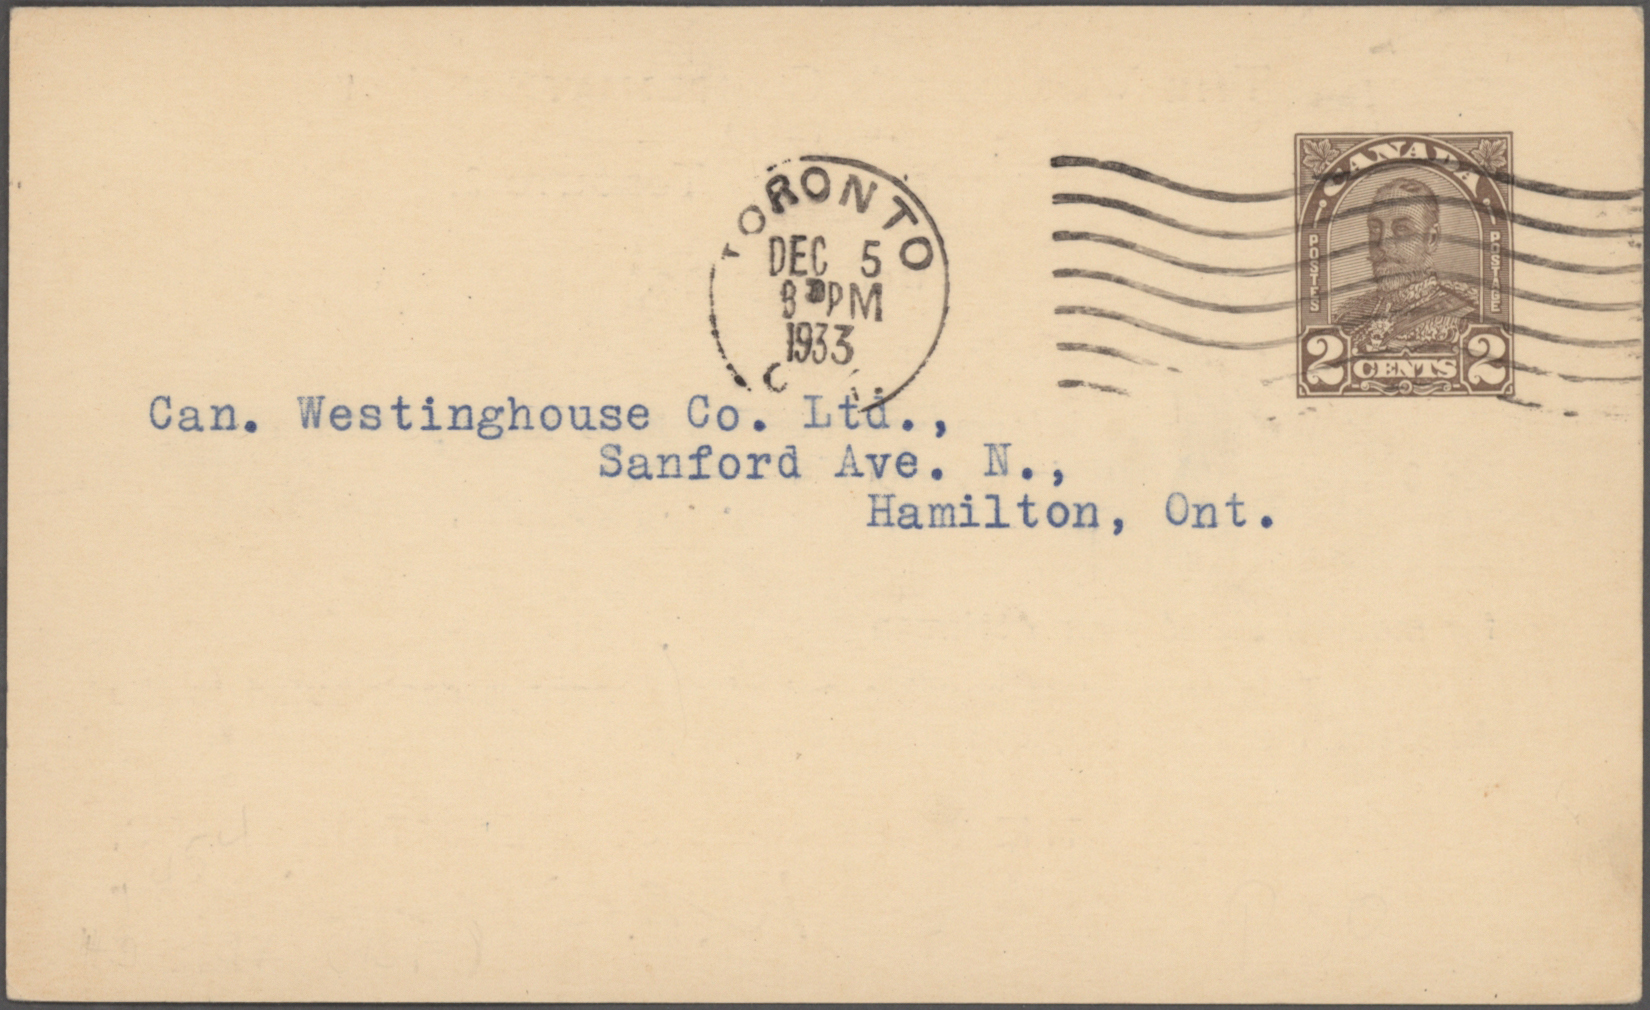 TORONTO
DEC 5
PM
1933
CANADA
POSTES
POSTAGE
2 CENTS 2
Can. Westinghouse Co. Ltd.,
Sanford Ave. N.,
Hamilton, Ont.